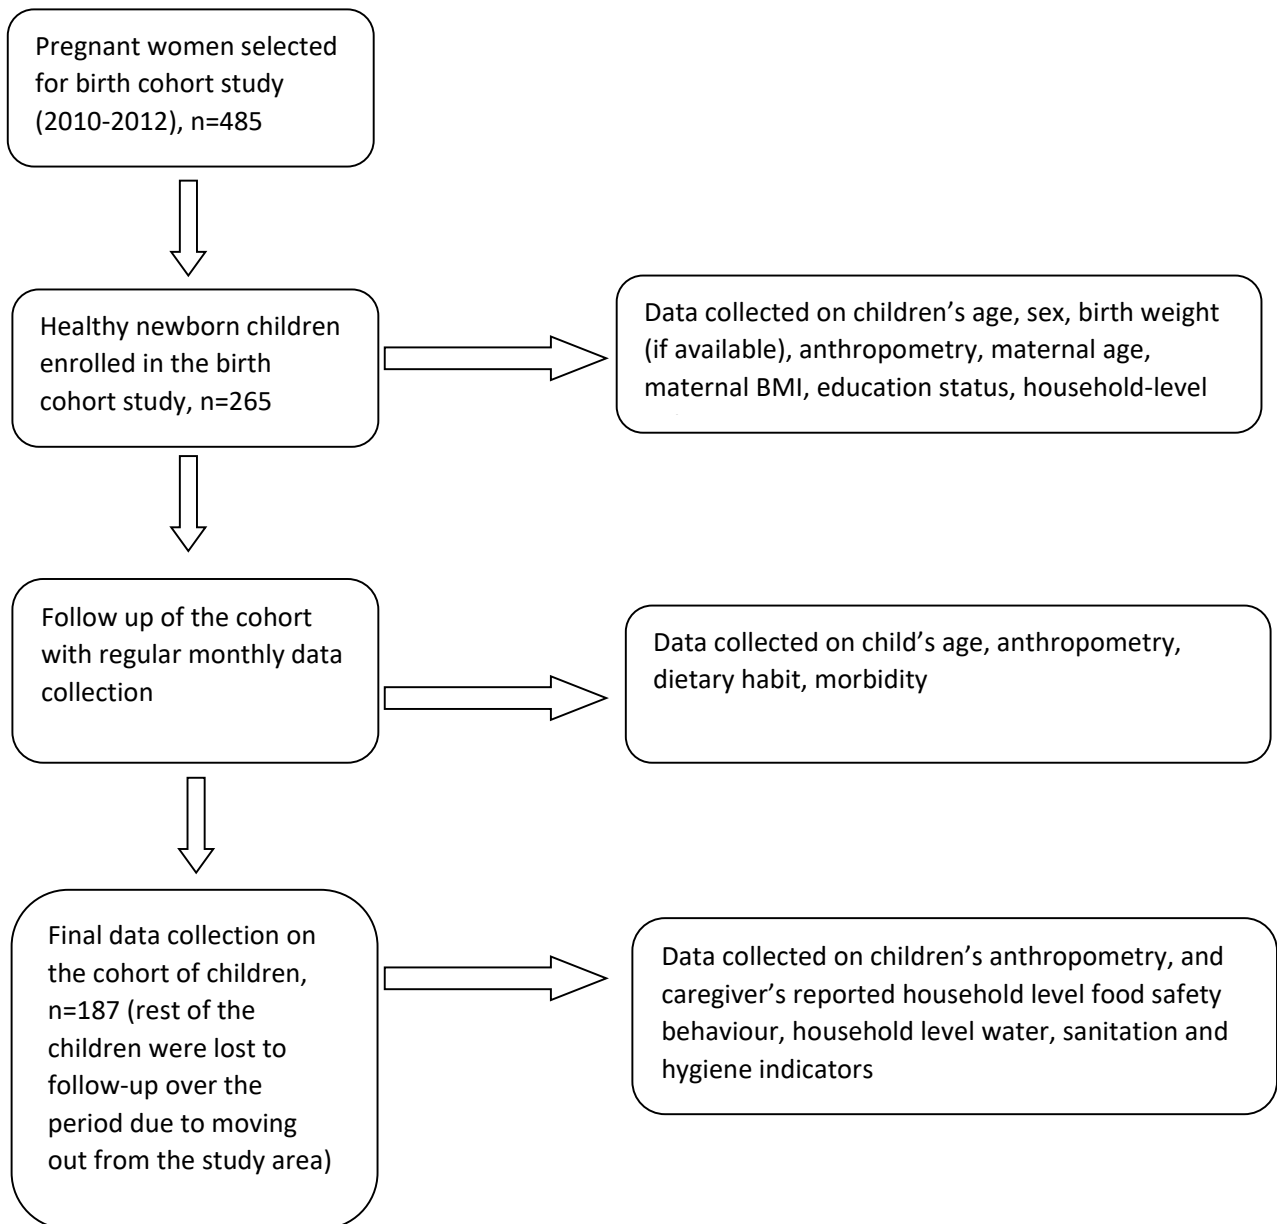 Pregnant women selected
for birth cohort study
(2010-2012), n=485
Healthy newborn children
enrolled in the birth
cohort study, n=265
Data collected on children’s age, sex, birth weight
(if available), anthropometry, maternal age,
maternal BMI, education status, household-level
Follow up of the cohort
with regular monthly data
collection
Data collected on child’s age, anthropometry,
dietary habit, morbidity
Final data collection on
the cohort of children,
n=187 (rest of the
children were lost to
follow-up over the
period due to moving
out from the study area)
Data collected on children’s anthropometry, and
caregiver’s reported household level food safety
behaviour, household level water, sanitation and
hygiene indicators